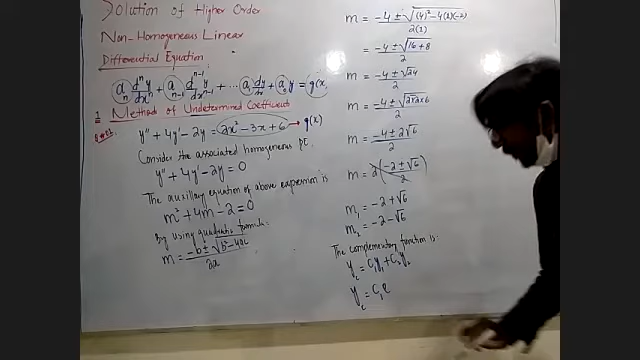 Solution of Higher Order
Non-Homogeneous Linear
Differential Equation
a_n d^n y/dx^n + a_{n-1} d^{n-1} y/dx^{n-1} + ... a_1 dy/dx + a_0 y = g(x)
1 Method of Undetermined Coefficient
y'' + 4y' - 2y = 2x² - 3x + 6 → g(x)
Consider the associated homogeneous DE
y'' + 4y' - 2y = 0
The auxillary equation of above expression is
m² + 4m - 2 = 0
By using quadratic formula:
m = (-b ± √(b² - 4ac))/2a
m = (-4 ± √((4)² - 4(1)(-2)))/2(1)
= (-4 ± √(16 + 8))/2
m = (-4 ± √24)/2
m = (-4 ± √(2x2x6))/2
m = (-4 ± 2√6)/2
m = 2(-2 ± √6)/2
m₁ = -2 + √6
m₂ = -2 - √6
The complementary function is:
y_c = C₁y₁ + C₂y₂
y_c = C₁e